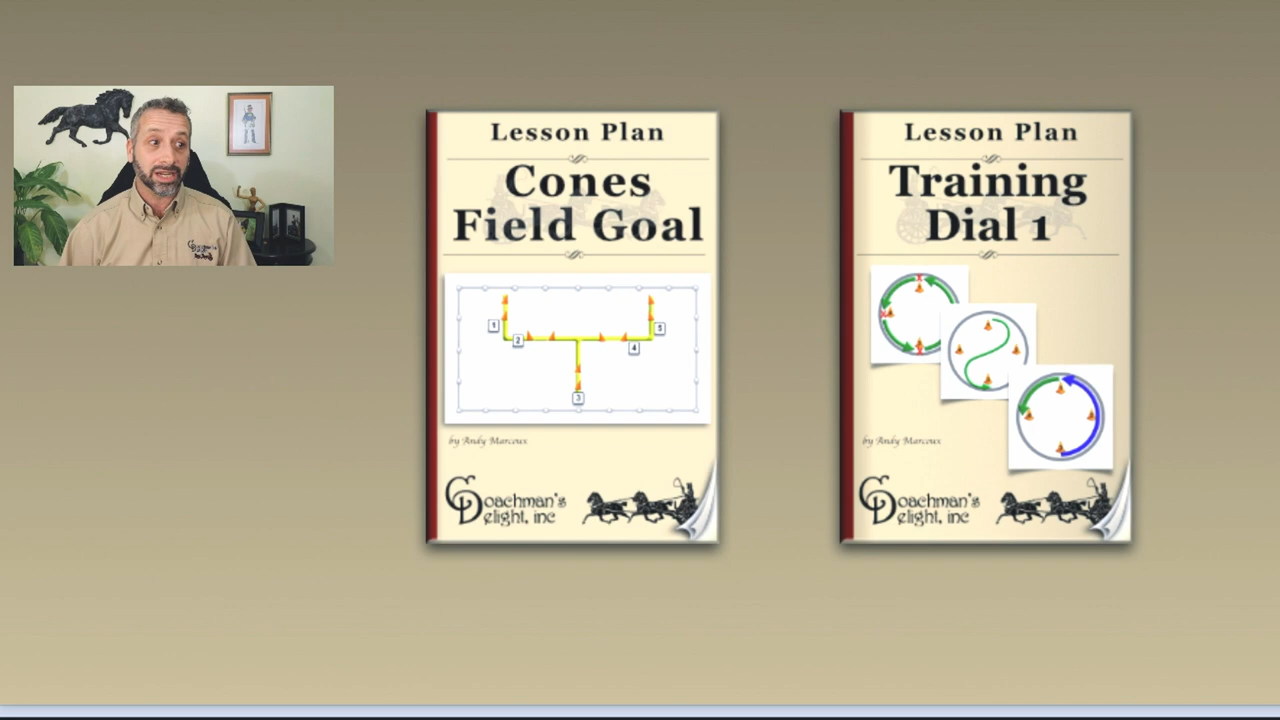 Lesson Plan
Cones
Field Goal
1
2
3
4
5
by Andy Marcoux
Coachman's
Delight, inc
Lesson Plan
Training
Dial 1
by Andy Marcoux
Coachman's
Delight, inc